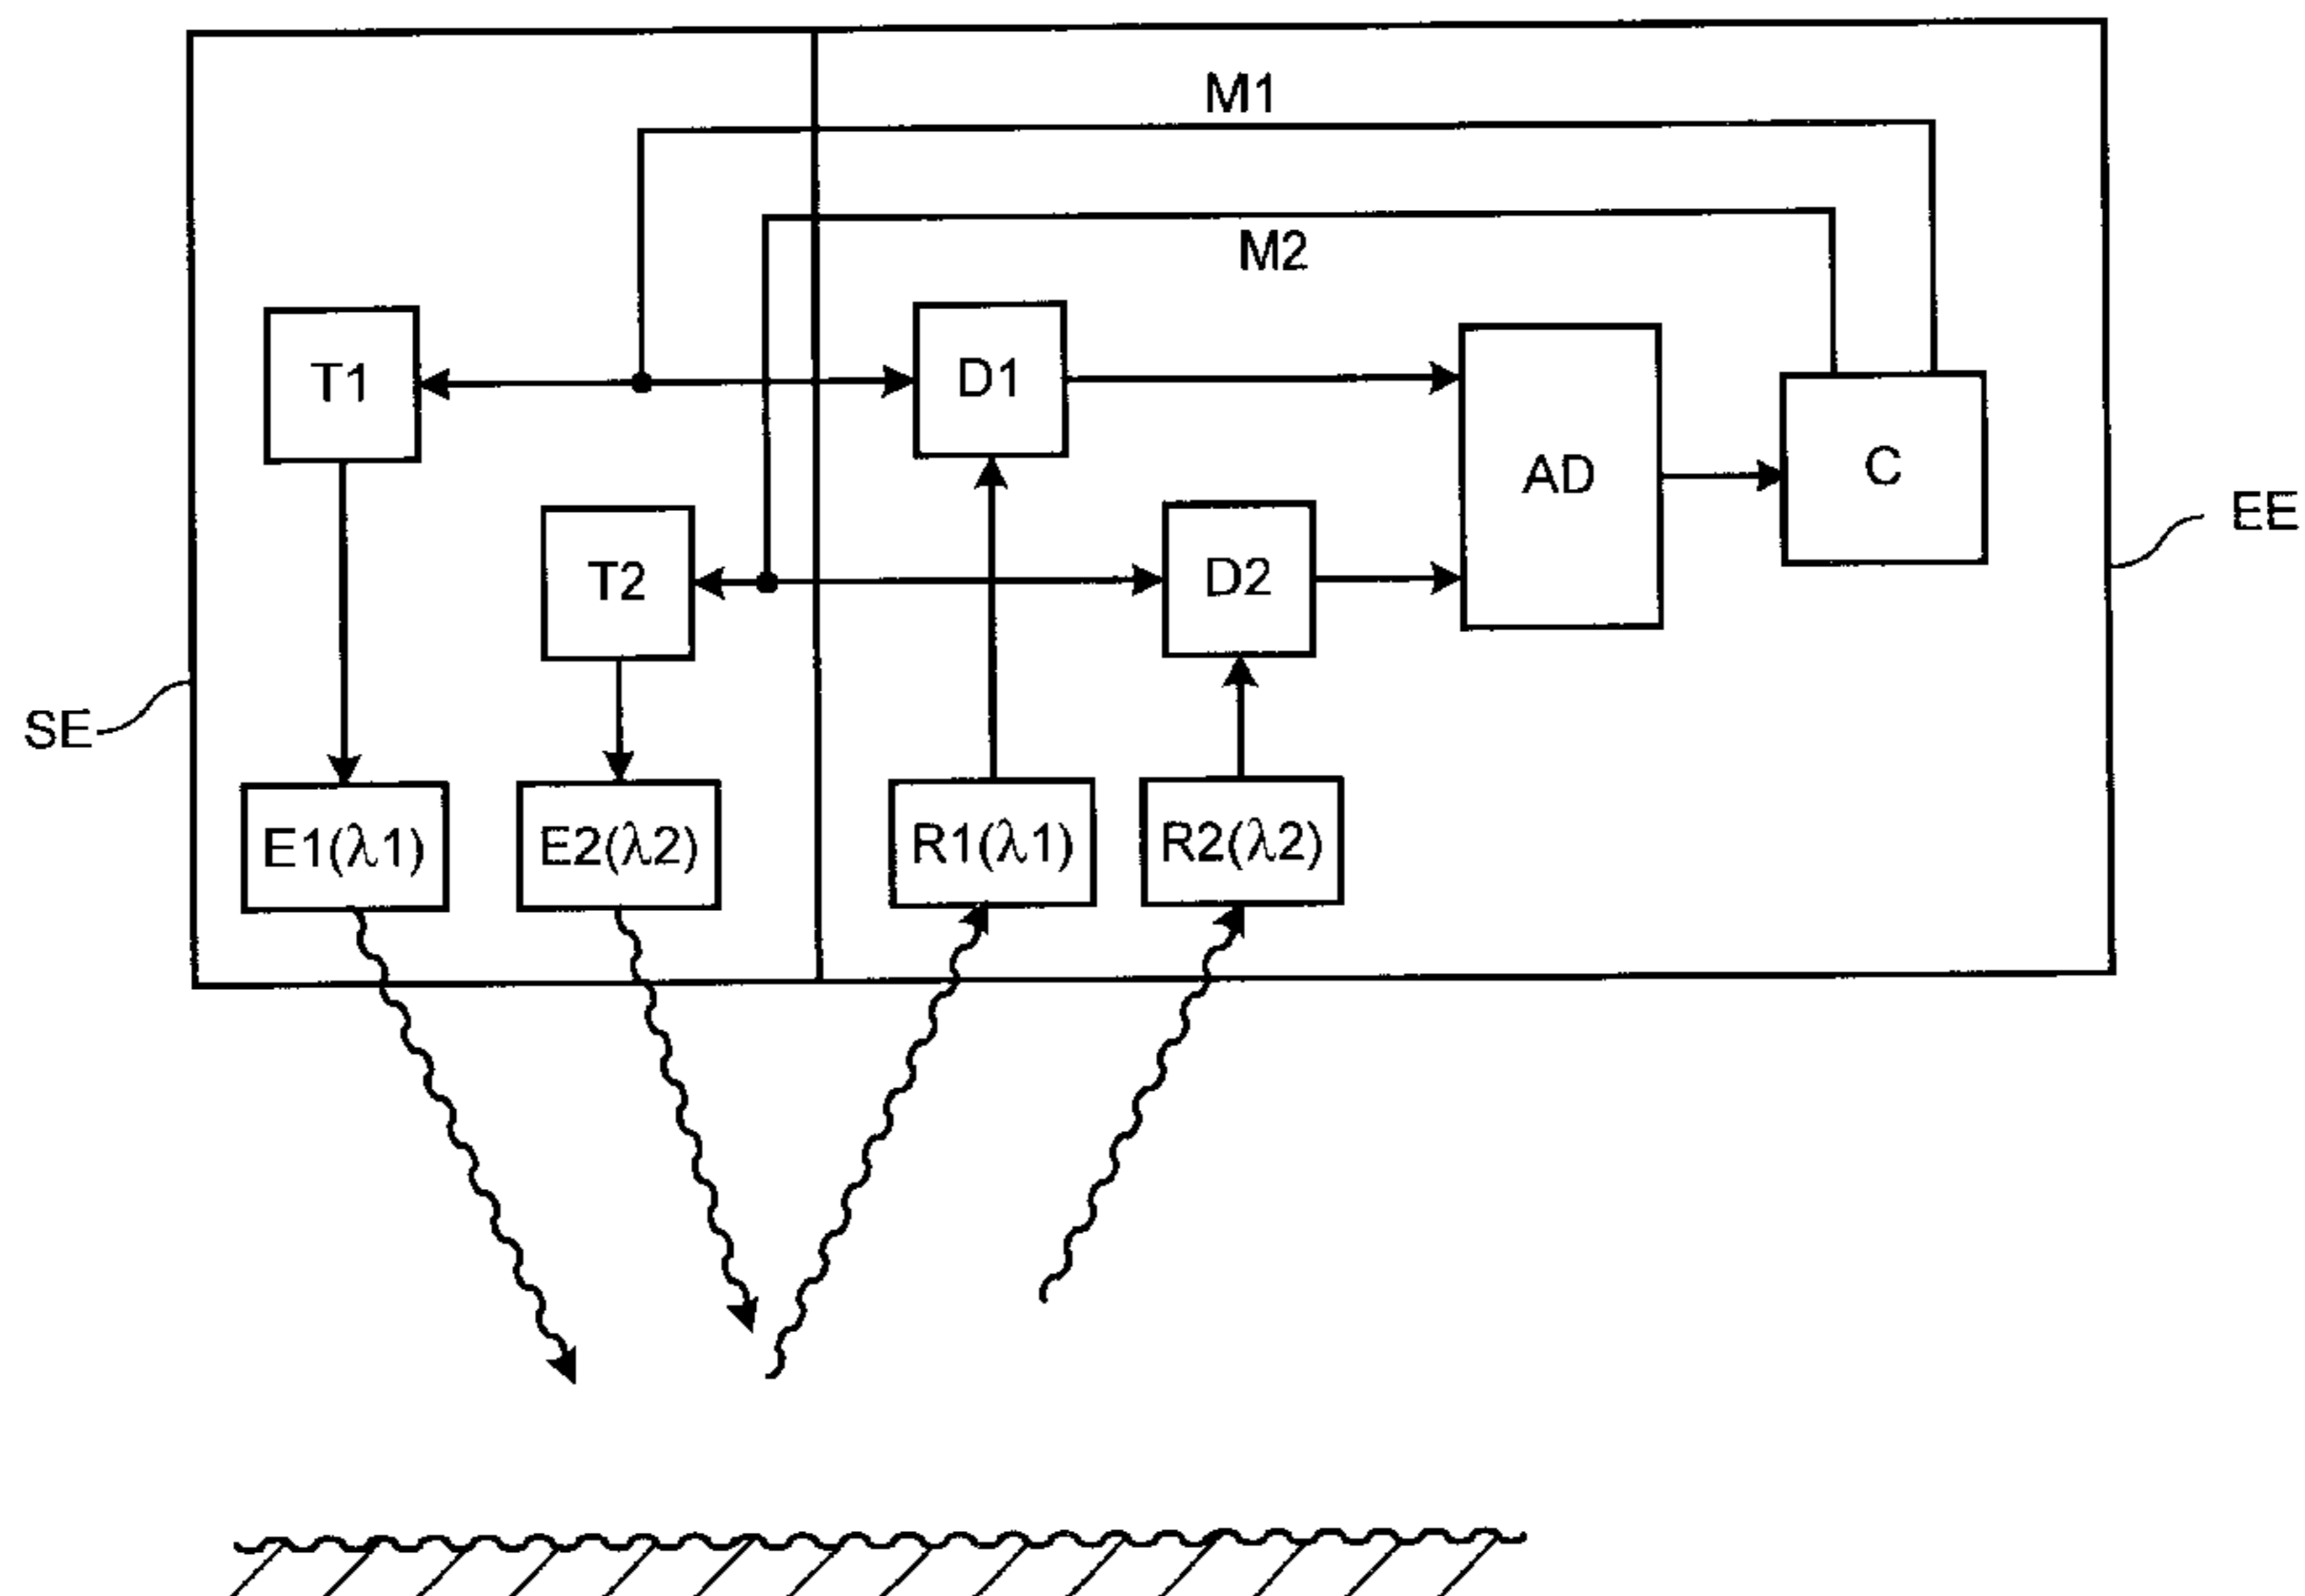 M1
M2
T1
D1
AD
C
EE
T2
D2
SE
E1(λ1)
E2(λ2)
R1(λ1)
R2(λ2)